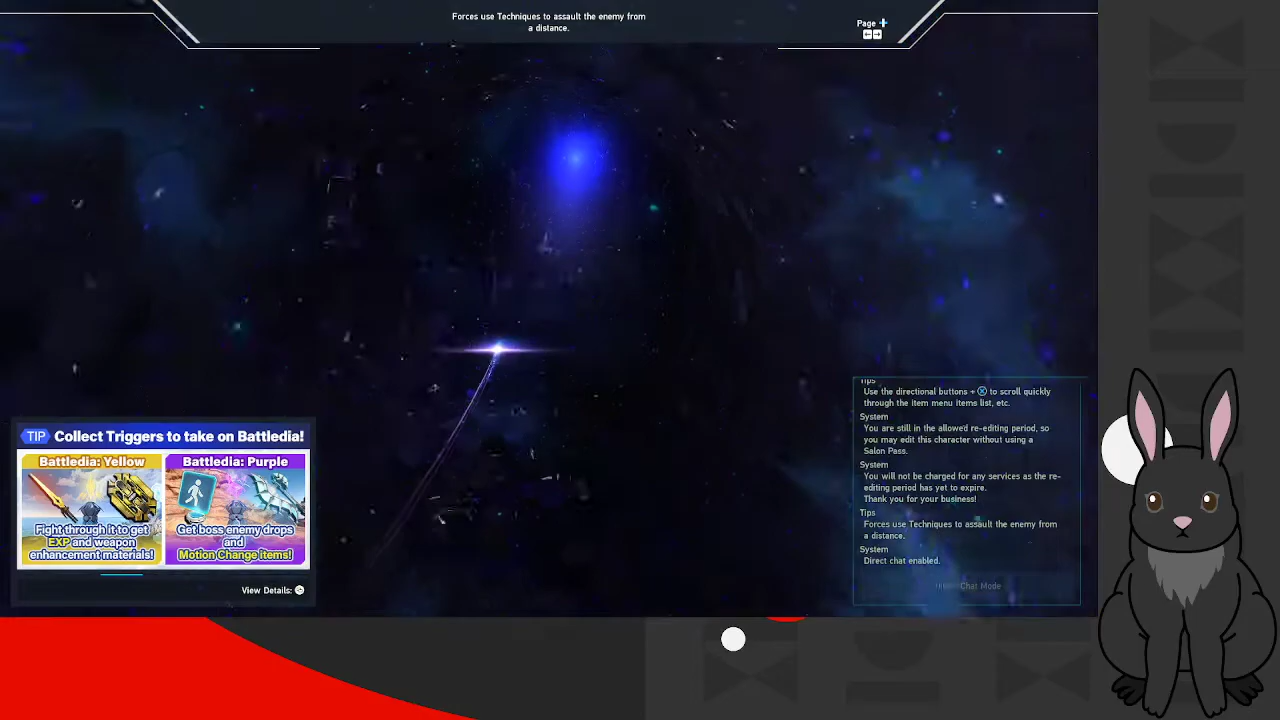 Forces use Techniques to assault the enemy from
a distance.
Page
TIP Collect Triggers to take on Battledia!
Battledia: Yellow
Fight through it to get
EXP and weapon
enhancement materials!
Battledia: Purple
Get boss enemy drops
and
Motion Change items!
View Details:
Tips
Use the directional buttons + ⊗ to scroll quickly
through the item menu items list, etc.
System
You are still in the allowed re-editing period, so
you may edit this character without using a
Salon Pass.
System
You will not be charged for any services as the re-
editing period has yet to expire.
Thank you for your business!
Tips
Forces use Techniques to assault the enemy from
a distance.
System
Direct chat enabled.
Chat Mode